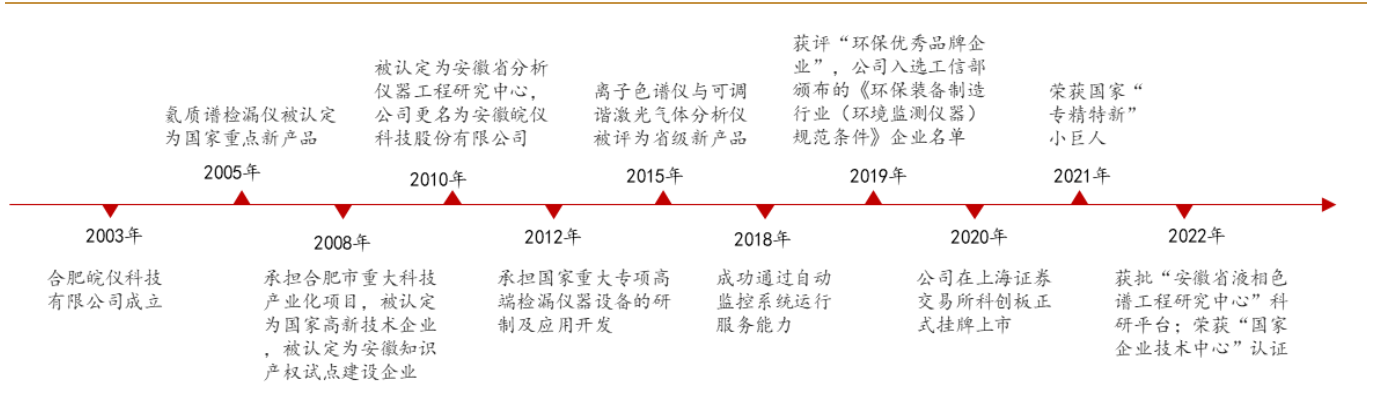 氦质谱检漏仪被认定
为国家重点新产品
2005年
被认定为安徽省分析
仪器工程研究中心，
公司更名为安徽皖仪
科技股份有限公司
2010年
离子色谱仪与可调
谐激光气体分析仪
被评为省级新产品
2015年
获评“环保优秀品牌企
业”，公司入选工信部
颁布的《环保装备制造
行业（环境监测仪器）
规范条件》企业名单
2019年
荣获国家“
专精特新”
小巨人
2021年
2003年
合肥皖仪科技
有限公司成立
2008年
承担合肥市重大科技
产业化项目，被认定
为国家高新技术企业
，被认定为安徽知识
产权试点建设企业
2012年
承担国家重大专项高
端检漏仪器设备的研
制及应用开发
2018年
成功通过自动
监控系统运行
服务能力
2020年
公司在上海证券
交易所科创板正
式挂牌上市
2022年
获批“安徽省液相色
谱工程研究中心”科
研平台；荣获“国家
企业技术中心”认证